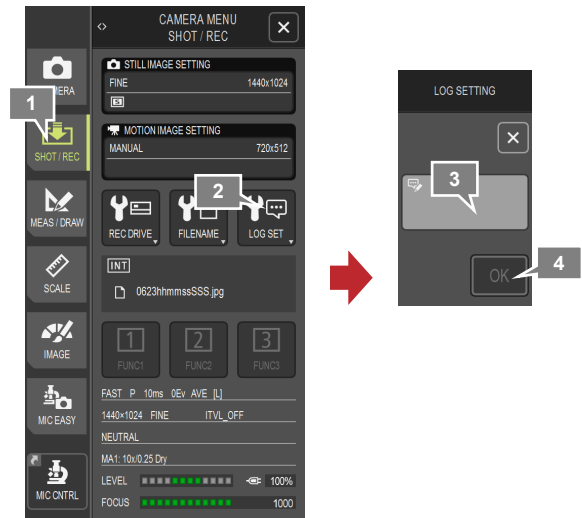 <> CAMERA MENU
SHOT / REC
MERA
1
SHOT / REC
MEAS / DRAW
SCALE
IMAGE
MIC EASY
MIC CNTRL
STILL IMAGE SETTING
FINE 1440x1024
S
MOTION IMAGE SETTING
MANUAL 720x512
2
REC DRIVE FILENAME LOG SET
INT
0623hhmmssSSS.jpg
1 2 3
FUNC1 FUNC2 FUNC3
FAST P 10ms 0Ev AVE [L]
1440×1024 FINE ITVL_OFF
NEUTRAL
MA1: 10x/0.25 Dry
LEVEL 100%
FOCUS 1000
LOG SETTING
3
OK
4